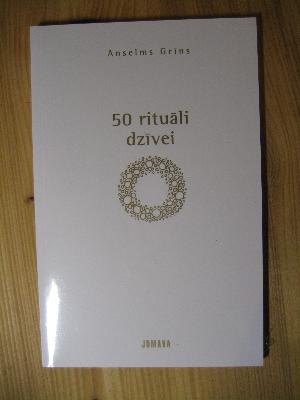 Anselms Grīns
50 rituāli
dzīvei
JUMAVA